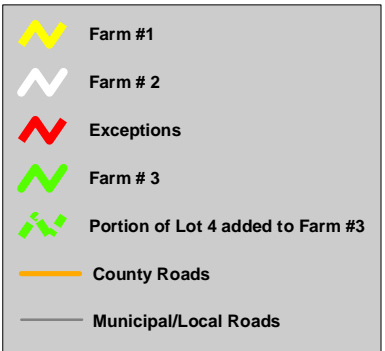 Farm #1
Farm # 2
Exceptions
Farm # 3
Portion of Lot 4 added to Farm #3
County Roads
Municipal/Local Roads